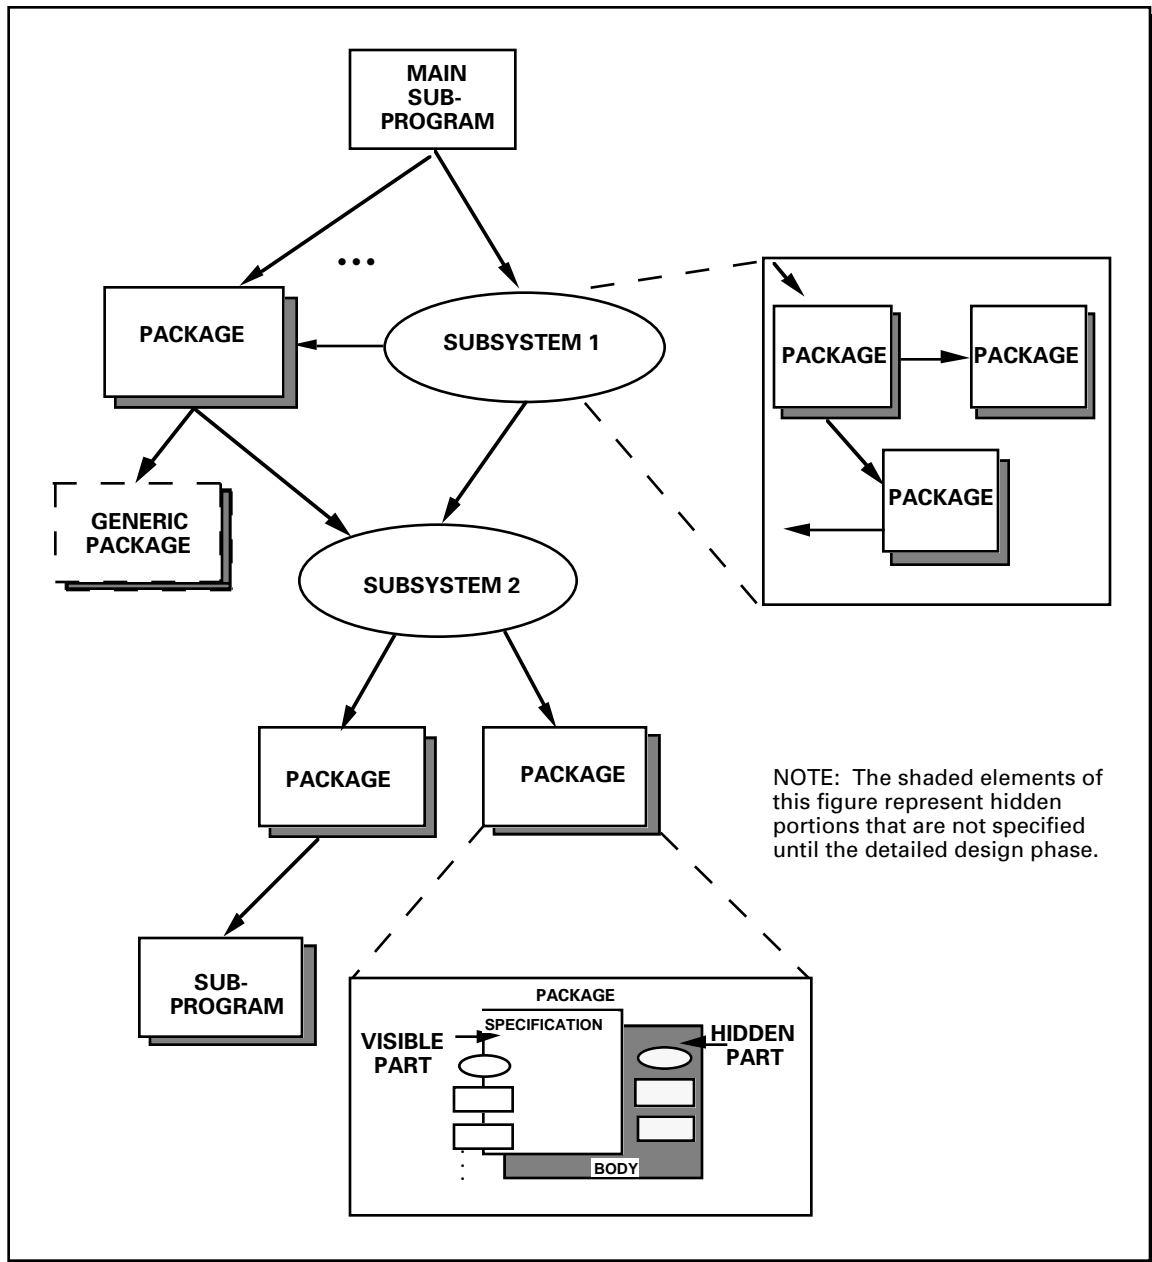 MAIN
SUB-
PROGRAM
...
PACKAGE
SUBSYSTEM 1
PACKAGE
PACKAGE
PACKAGE
GENERIC
PACKAGE
SUBSYSTEM 2
PACKAGE
PACKAGE
NOTE: The shaded elements of
this figure represent hidden
portions that are not specified
until the detailed design phase.
SUB-
PROGRAM
PACKAGE
SPECIFICATION
VISIBLE
PART
HIDDEN
PART
BODY